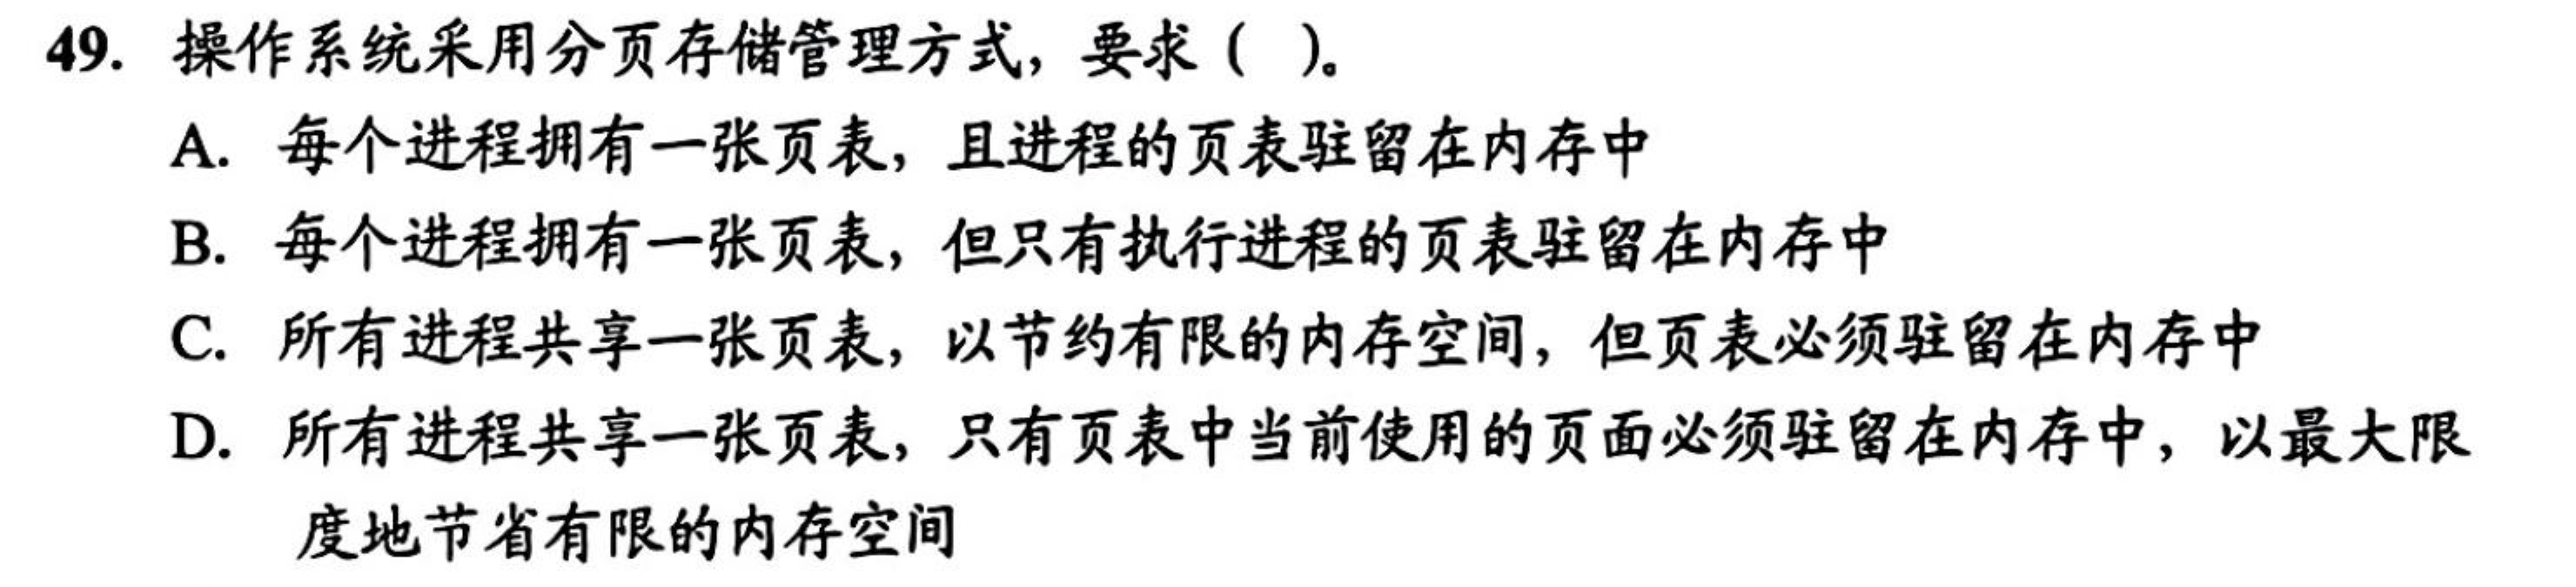 49. 操作系统采用分页存储管理方式，要求（ ）。
A. 每个进程拥有一张页表，且进程的页表驻留在内存中
B. 每个进程拥有一张页表，但只有执行进程的页表驻留在内存中
C. 所有进程共享一张页表，以节约有限的内存空间，但页表必须驻留在内存中
D. 所有进程共享一张页表，只有页表中当前使用的页面必须驻留在内存中，以最大限
度地节省有限的内存空间